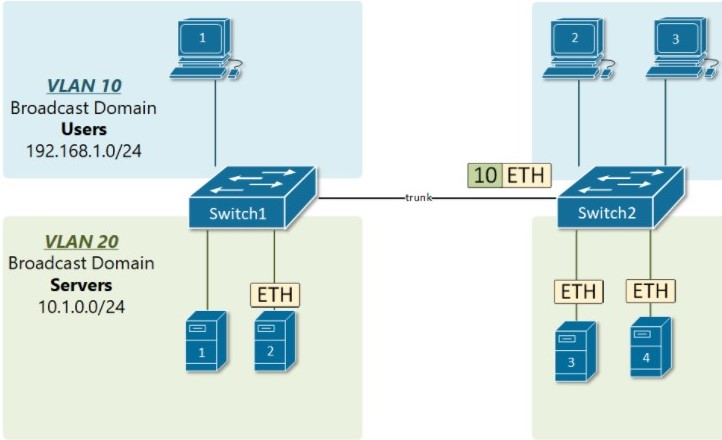 1
2
3
VLAN 10
Broadcast Domain
Users
192.168.1.0/24
10 ETH
trunk
Switch1
Switch2
VLAN 20
Broadcast Domain
Servers
10.1.0.0/24
ETH
ETH
ETH
1
2
3
4